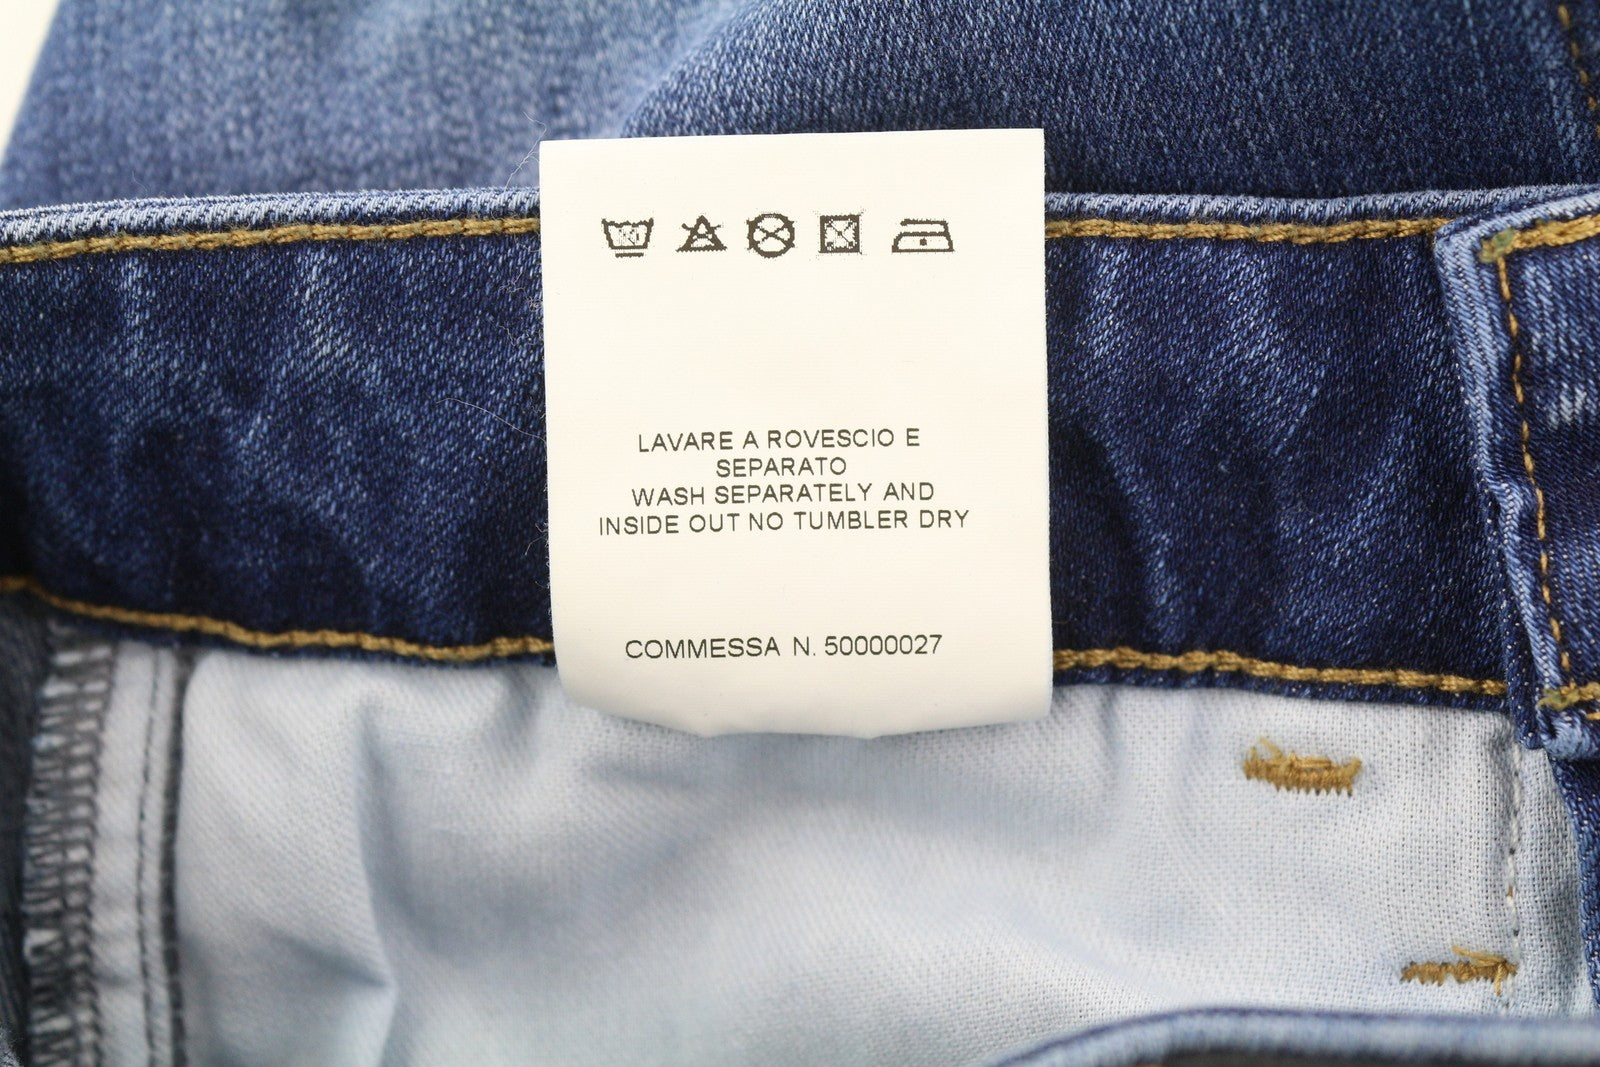 LAVARE A ROVESCIO E
SEPARATO
WASH SEPARATELY AND
INSIDE OUT NO TUMBLER DRY
COMMESSA N. 50000027